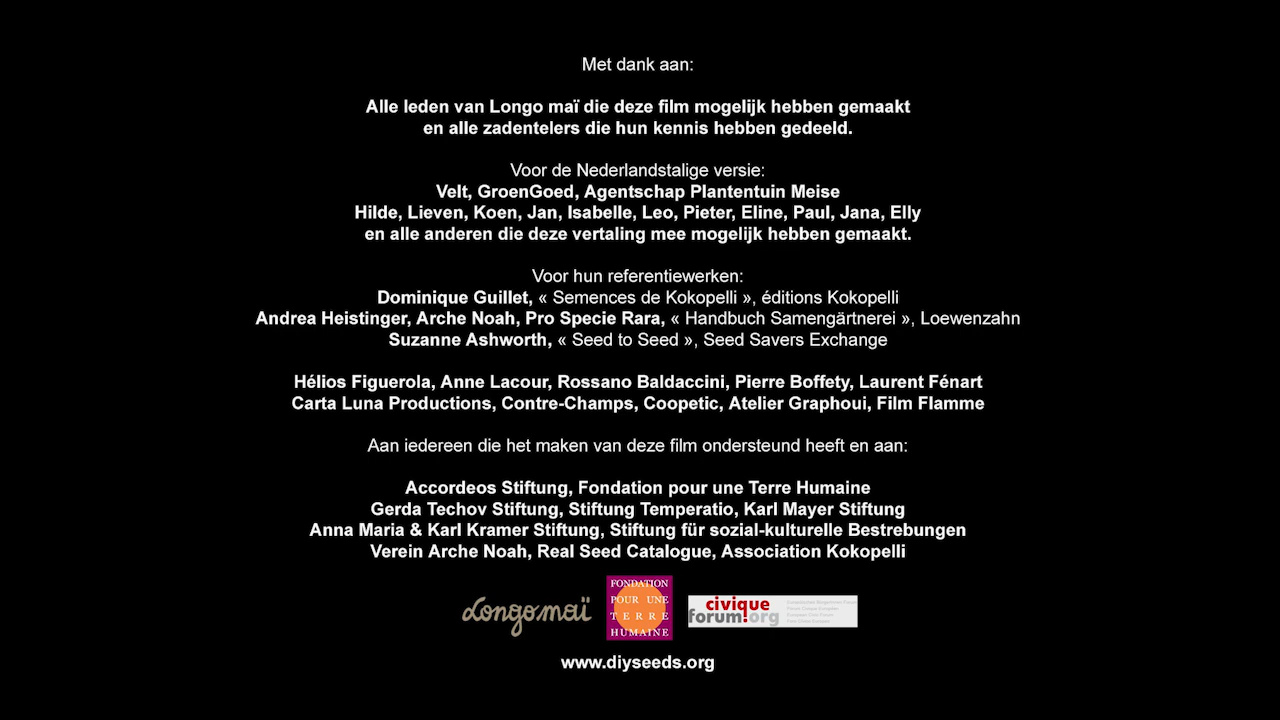 Met dank aan:
Alle leden van Longo maï die deze film mogelijk hebben gemaakt
en alle zadentelers die hun kennis hebben gedeeld.
Voor de Nederlandstalige versie:
Velt, GroenGoed, Agentschap Plantentuin Meise
Hilde, Lieven, Koen, Jan, Isabelle, Leo, Pieter, Eline, Paul, Jana, Elly
en alle anderen die deze vertaling mee mogelijk hebben gemaakt.
Voor hun referentiewerken:
Dominique Guillet, « Semences de Kokopelli », éditions Kokopelli
Andrea Heistinger, Arche Noah, Pro Specie Rara, « Handbuch Samengärtnerei », Loewenzahn
Suzanne Ashworth, « Seed to Seed », Seed Savers Exchange
Hélios Figuerola, Anne Lacour, Rossano Baldaccini, Pierre Boffety, Laurent Fénart
Carta Luna Productions, Contre-Champs, Coopetic, Atelier Graphoui, Film Flamme
Aan iedereen die het maken van deze film ondersteund heeft en aan:
Accordeos Stiftung, Fondation pour une Terre Humaine
Gerda Techov Stiftung, Stiftung Temperatio, Karl Mayer Stiftung
Anna Maria & Karl Kramer Stiftung, Stiftung für sozial-kulturelle Bestrebungen
Verein Arche Noah, Real Seed Catalogue, Association Kokopelli
Longo maï
FONDATION
POUR UNE
TERRE
HUMAINE
civique
forum!org
www.diyseeds.org